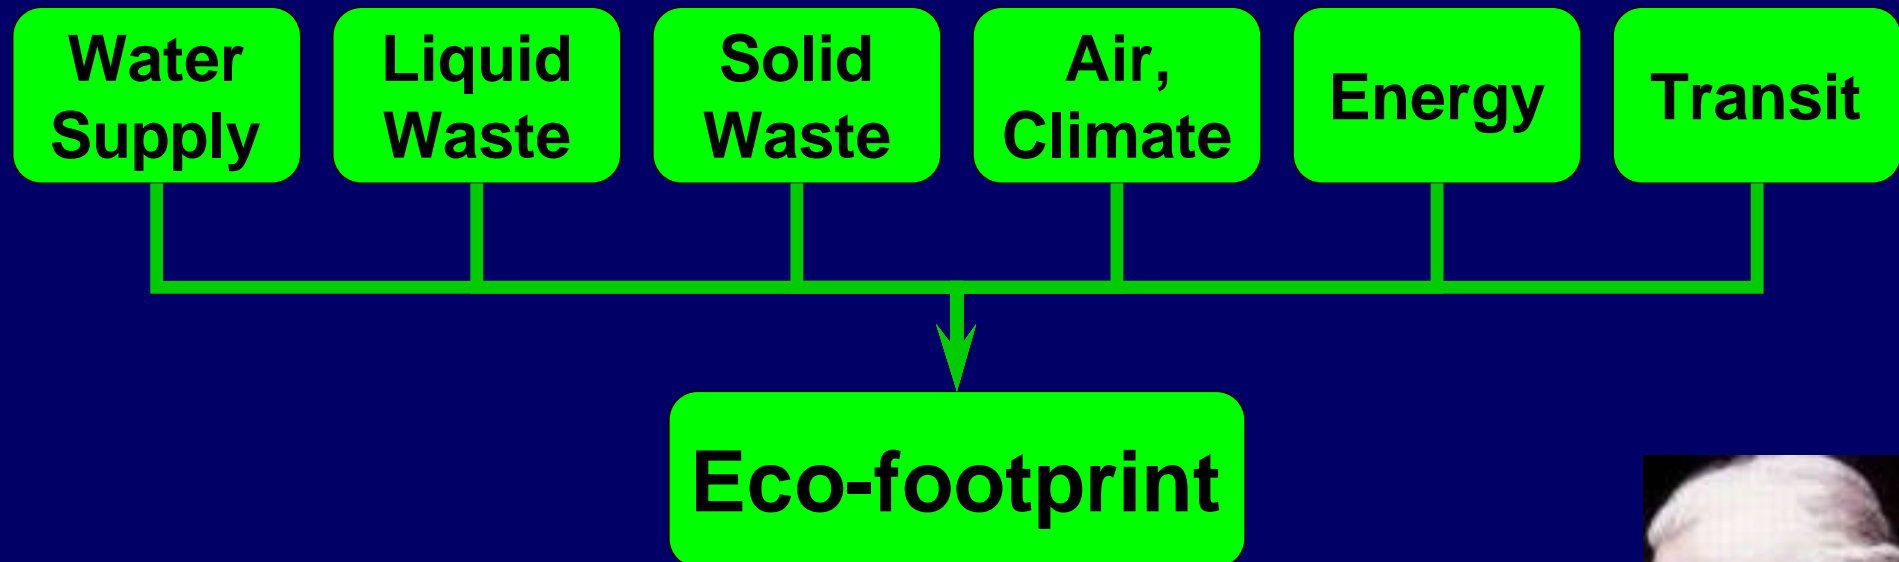 Water
Supply
Liquid
Waste
Solid
Waste
Air,
Climate
Energy
Transit
Eco-footprint